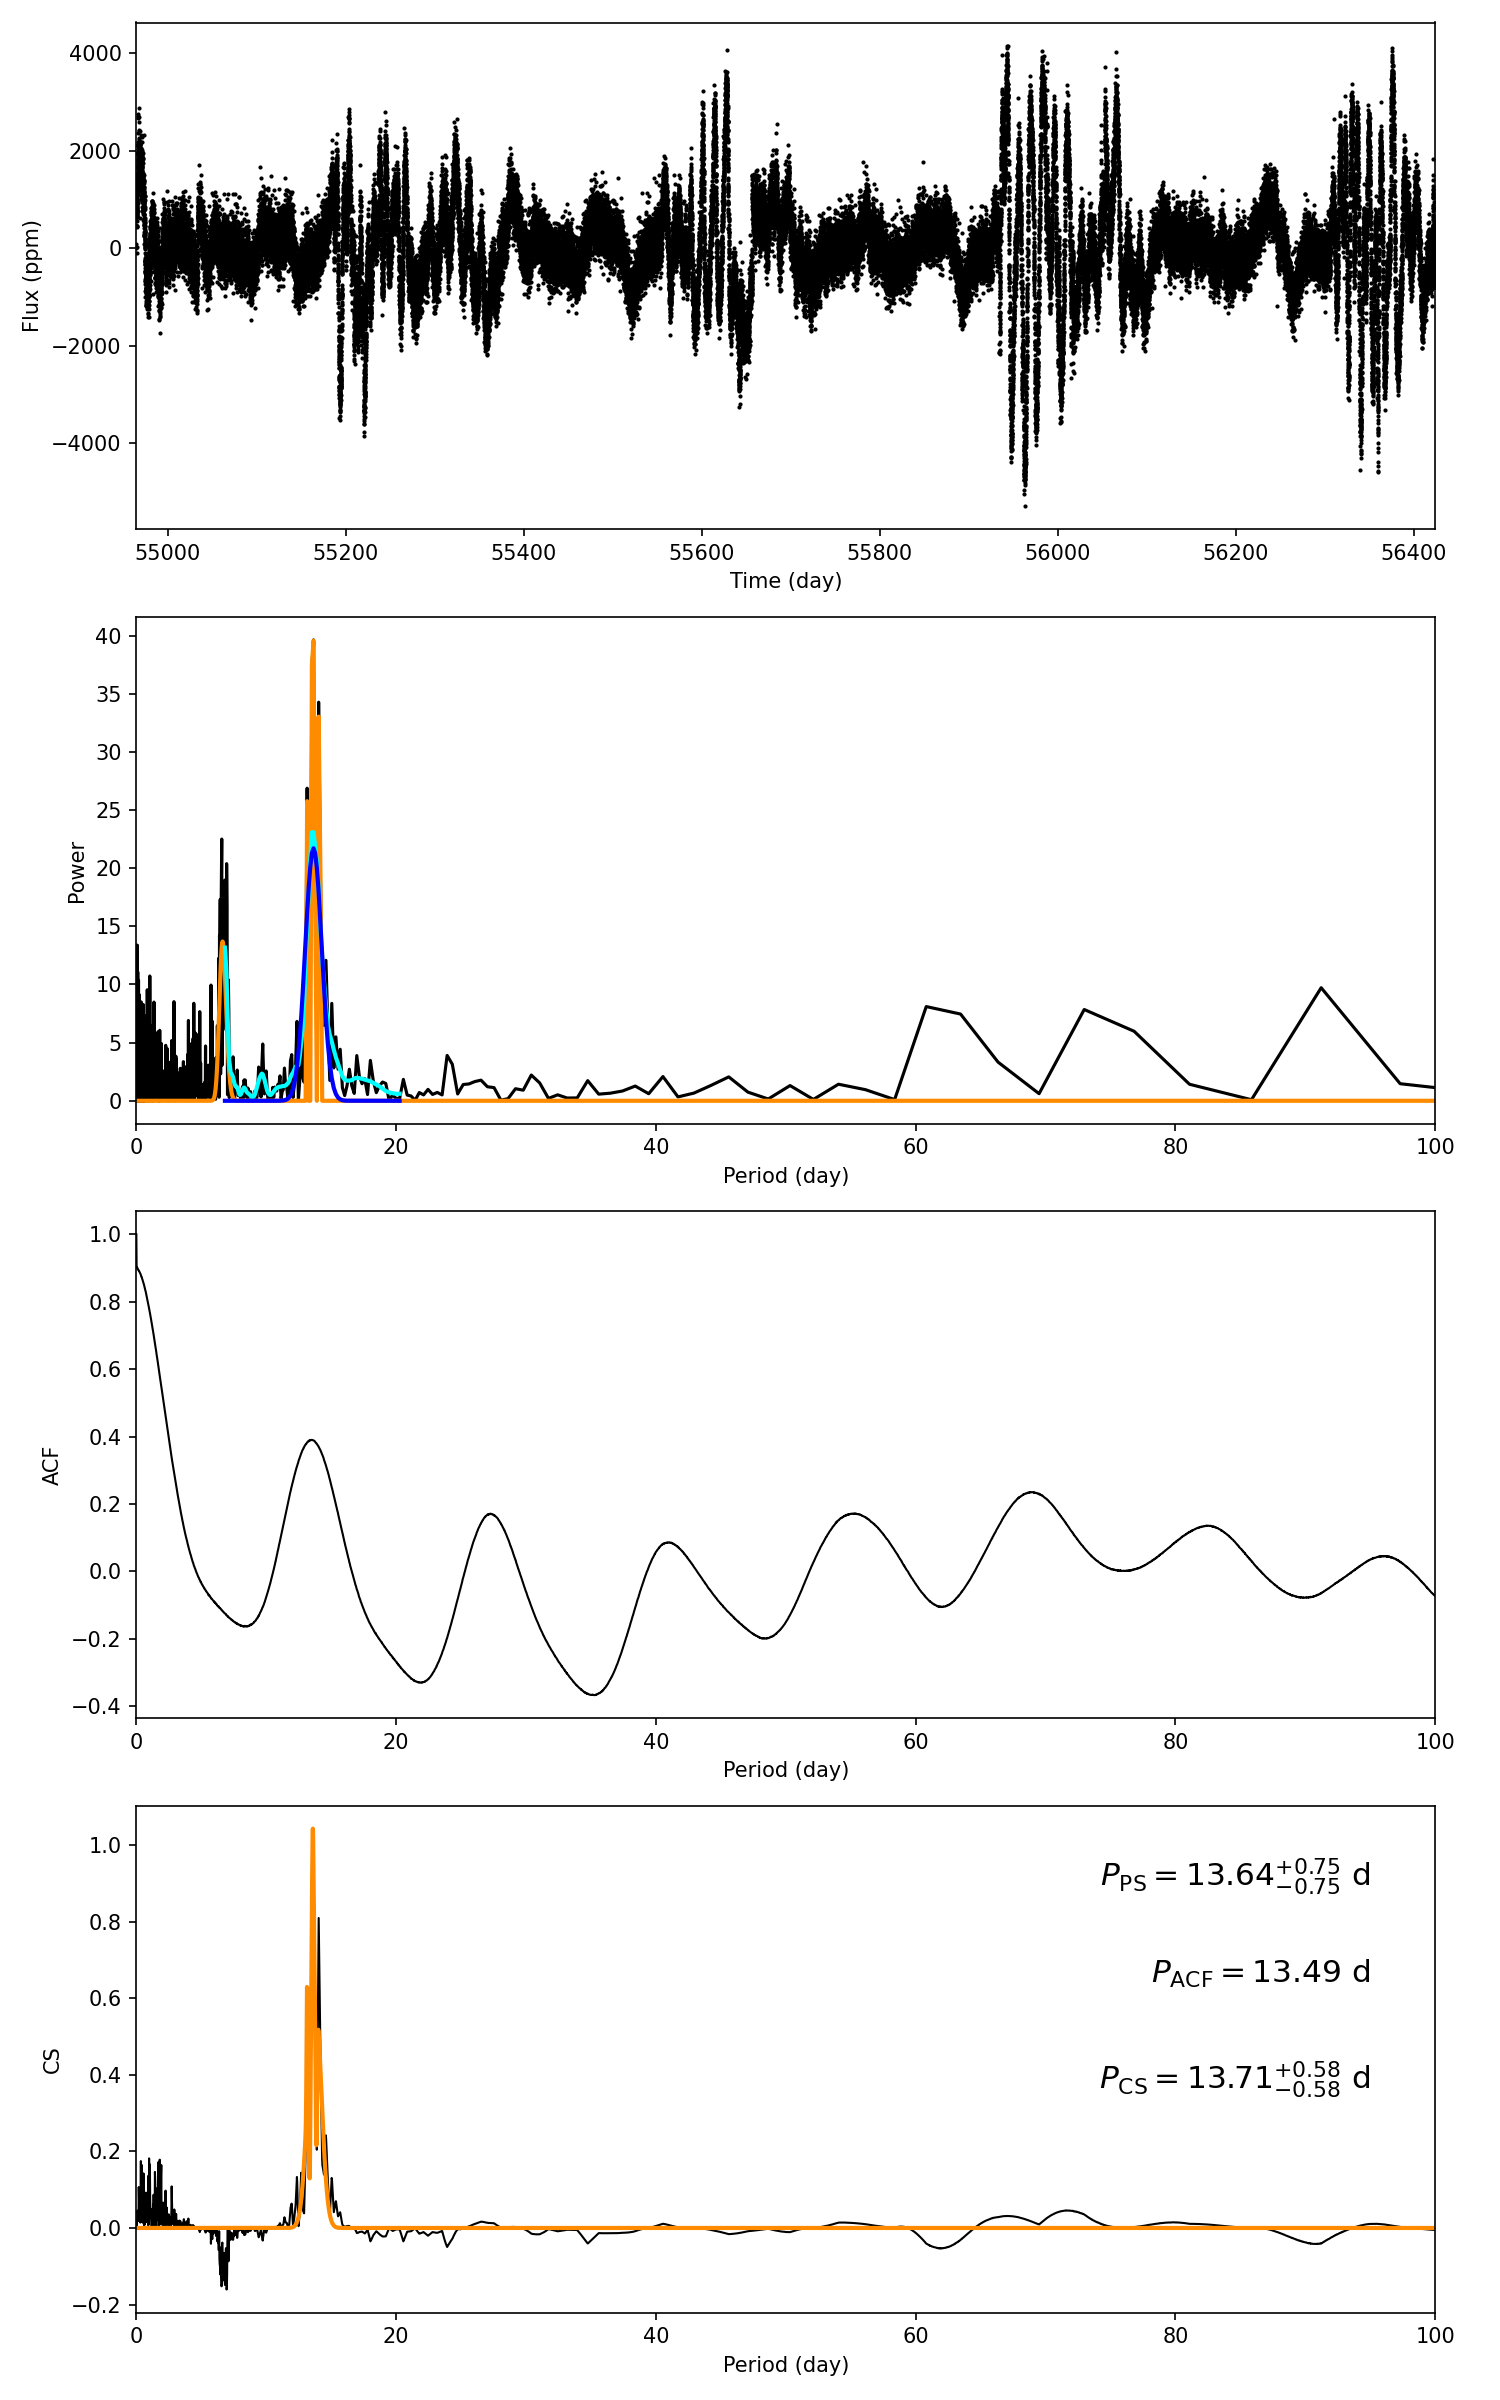 4000
2000
0
−2000
−4000
Flux (ppm)
55000 55200 55400 55600 55800 56000 56200 56400
Time (day)
40
35
30
25
20
15
10
5
0
Power
0 20 40 60 80 100
Period (day)
1.0
0.8
0.6
0.4
0.2
0.0
−0.2
−0.4
ACF
0 20 40 60 80 100
Period (day)
1.0
0.8
0.6
0.4
0.2
0.0
−0.2
CS
P_PS = 13.64 +0.75 −0.75 d
P_ACF = 13.49 d
P_CS = 13.71 +0.58 −0.58 d
0 20 40 60 80 100
Period (day)